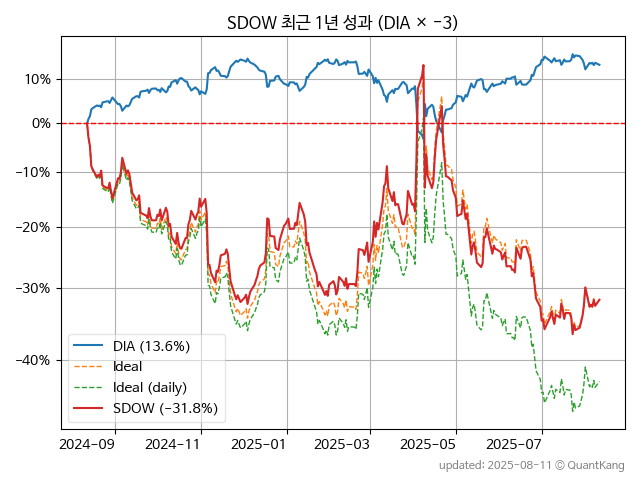 SDOW 최근 1년 성과 (DIA × −3)
10%
0%
−10%
−20%
−30%
−40%
DIA (13.6%)
Ideal
Ideal (daily)
SDOW (−31.8%)
2024−09
2024−11
2025−01
2025−03
2025−05
2025−07
updated: 2025−08−11 © QuantKang